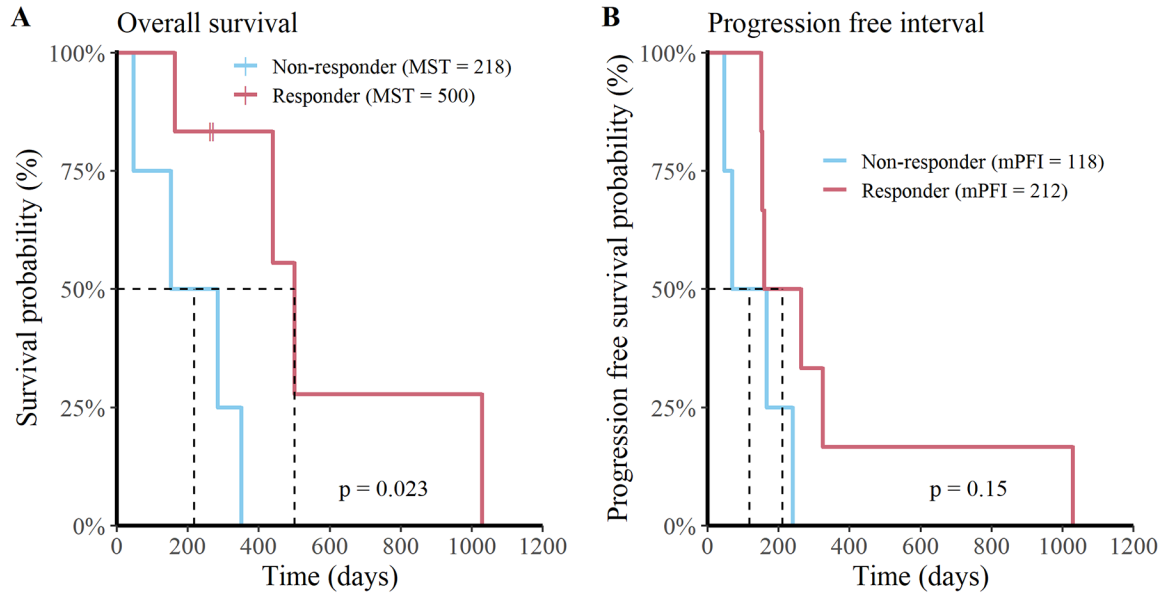 A
Overall survival
Survival probability (%)
100%
75%
50%
25%
0%
Non-responder (MST = 218)
Responder (MST = 500)
p = 0.023
0 200 400 600 800 1000 1200
Time (days)
B
Progression free interval
Progression free survival probability (%)
100%
75%
50%
25%
0%
Non-responder (mPFI = 118)
Responder (mPFI = 212)
p = 0.15
0 200 400 600 800 1000 1200
Time (days)